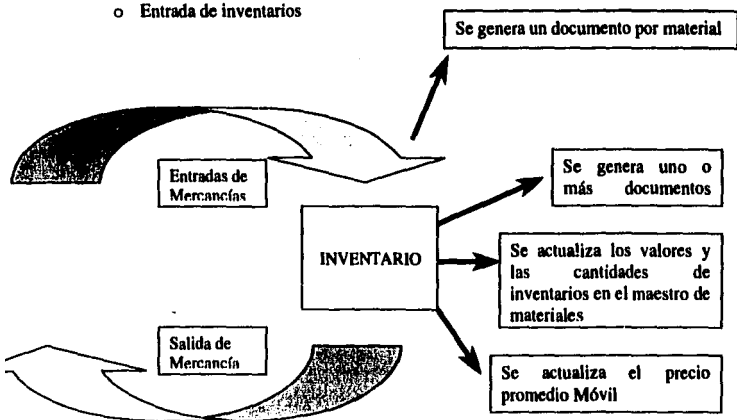 o Entrada de inventarios
Se genera un documento por material
Entradas de
Mercancías
Se genera uno o
más documentos
INVENTARIO
Se actualiza los valores y
las cantidades de
inventarios en el maestro de
materiales
Salida de
Mercancía
Se actualiza el precio
promedio Móvil